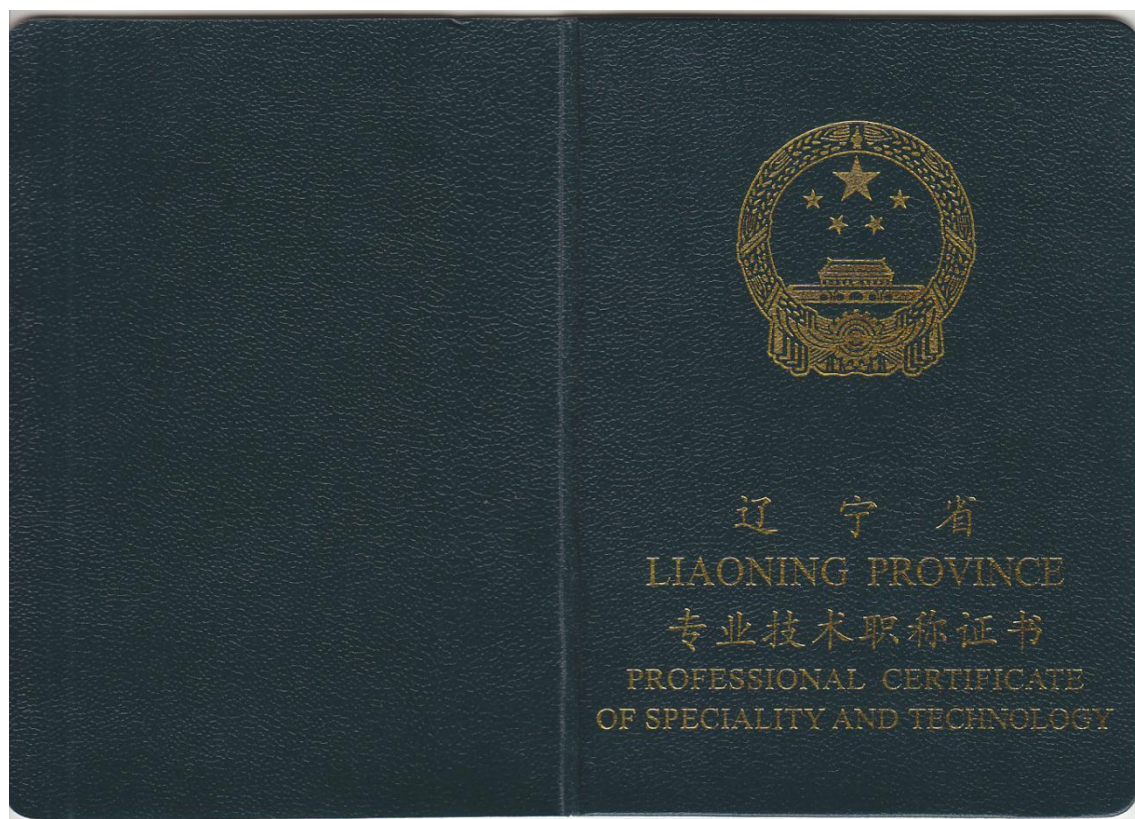 辽宁省
LIAONING PROVINCE
专业技术职称证书
PROFESSIONAL CERTIFICATE
OF SPECIALITY AND TECHNOLOGY